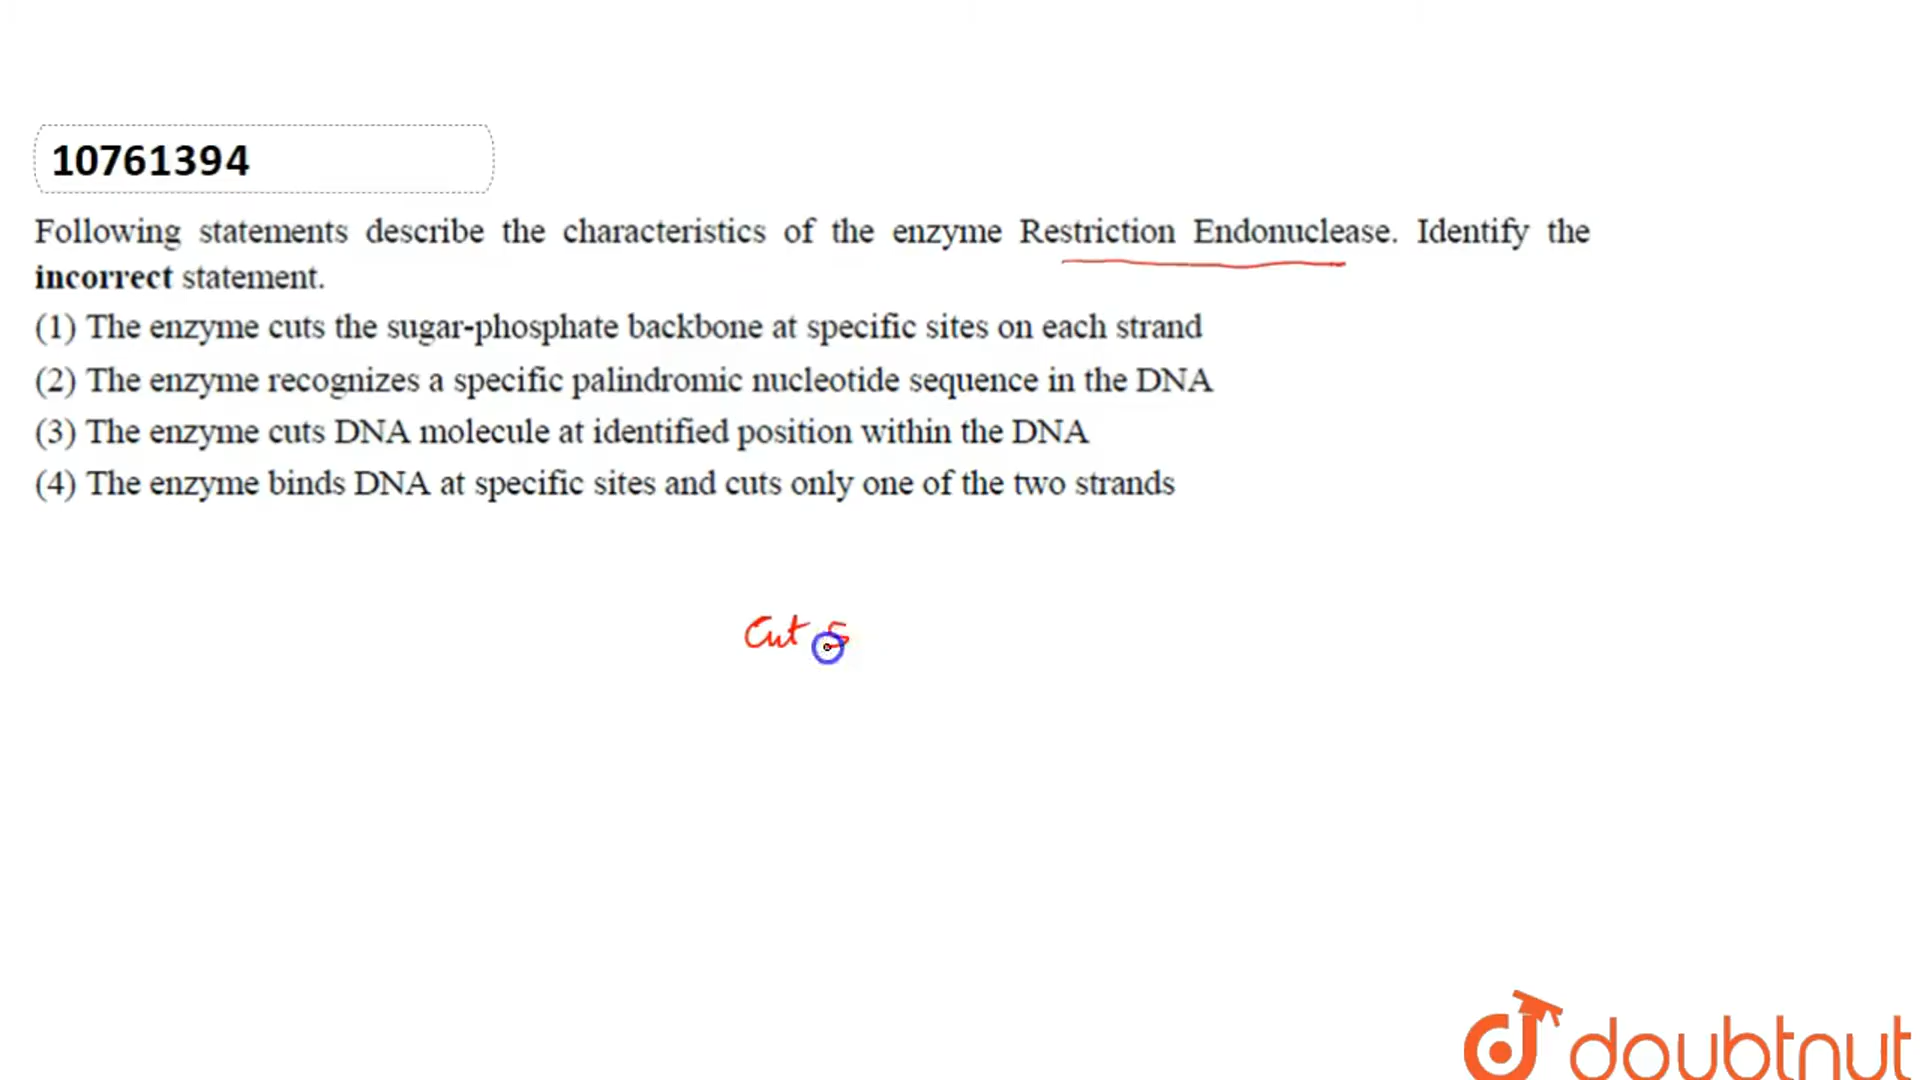 10761394
Following statements describe the characteristics of the enzyme Restriction Endonuclease. Identify the
incorrect statement.
(1) The enzyme cuts the sugar-phosphate backbone at specific sites on each strand
(2) The enzyme recognizes a specific palindromic nucleotide sequence in the DNA
(3) The enzyme cuts DNA molecule at identified position within the DNA
(4) The enzyme binds DNA at specific sites and cuts only one of the two strands
Cut
doubtnut